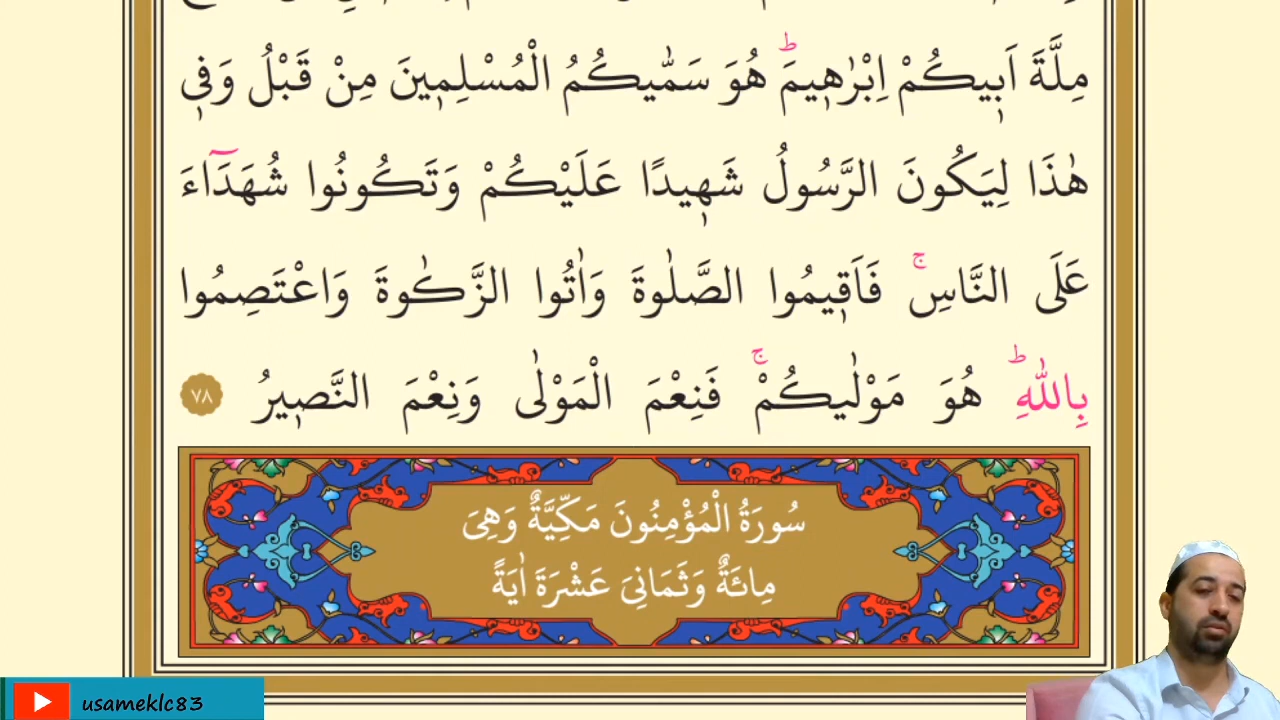 مِلَّةَ اَب۪يكُمْ اِبْرٰه۪يمَۜ هُوَ سَمّٰيكُمُ الْمُسْلِم۪ينَ مِنْ قَبْلُ وَف۪ي
هٰذَا لِيَكُونَ الرَّسُولُ شَه۪يدًا عَلَيْكُمْ وَتَكُونُوا شُهَدَٓاءَ
عَلَى النَّاسِۚ فَاَق۪يمُوا الصَّلٰوةَ وَاٰتُوا الزَّكٰوةَ وَاعْتَصِمُوا
بِاللّٰهِۜ هُوَ مَوْلٰيكُمْۚ فَنِعْمَ الْمَوْلٰى وَنِعْمَ النَّص۪يرُ ٧٨
سُورَةُ الْمُؤْمِنُونَ مَكِّيَّةٌ وَهِىَ
مِائَةٌ وَثَمَانِىَ عَشْرَةَ اٰيَةً
usameklc83